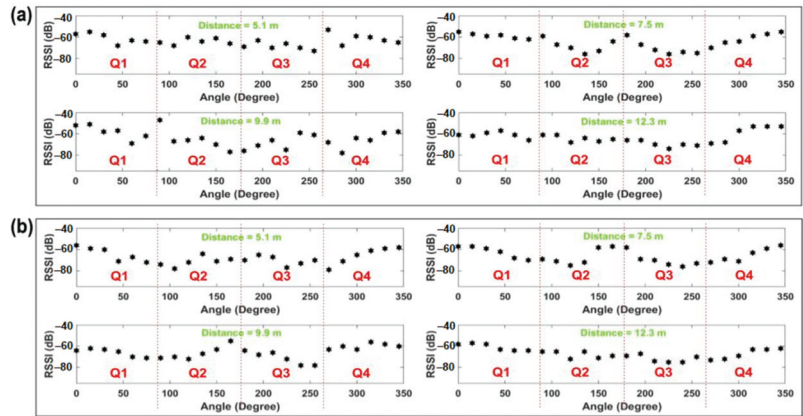 (a)
Distance = 5.1 m
RSSI (dB)
−40
−60
−80
Q1 Q2 Q3 Q4
0 50 100 150 200 250 300 350
Angle (Degree)
Distance = 7.5 m
RSSI (dB)
−40
−60
−80
Q1 Q2 Q3 Q4
0 50 100 150 200 250 300 350
Angle (Degree)
Distance = 9.9 m
RSSI (dB)
−40
−60
−80
Q1 Q2 Q3 Q4
0 50 100 150 200 250 300 350
Angle (Degree)
Distance = 12.3 m
RSSI (dB)
−40
−60
−80
Q1 Q2 Q3 Q4
0 50 100 150 200 250 300 350
Angle (Degree)
(b)
Distance = 5.1 m
RSSI (dB)
−40
−60
−80
Q1 Q2 Q3 Q4
0 50 100 150 200 250 300 350
Angle (Degree)
Distance = 7.5 m
RSSI (dB)
−40
−60
−80
Q1 Q2 Q3 Q4
0 50 100 150 200 250 300 350
Angle (Degree)
Distance = 9.9 m
RSSI (dB)
−40
−60
−80
Q1 Q2 Q3 Q4
0 50 100 150 200 250 300 350
Angle (Degree)
Distance = 12.3 m
RSSI (dB)
−40
−60
−80
Q1 Q2 Q3 Q4
0 50 100 150 200 250 300 350
Angle (Degree)